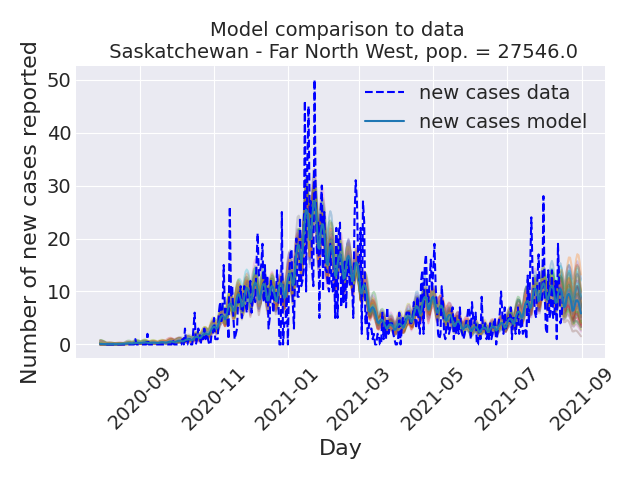 Model comparison to data
Saskatchewan - Far North West, pop. = 27546.0
Number of new cases reported
50
40
30
20
10
0
new cases data
new cases model
2020-09
2020-11
2021-01
2021-03
2021-05
2021-07
2021-09
Day